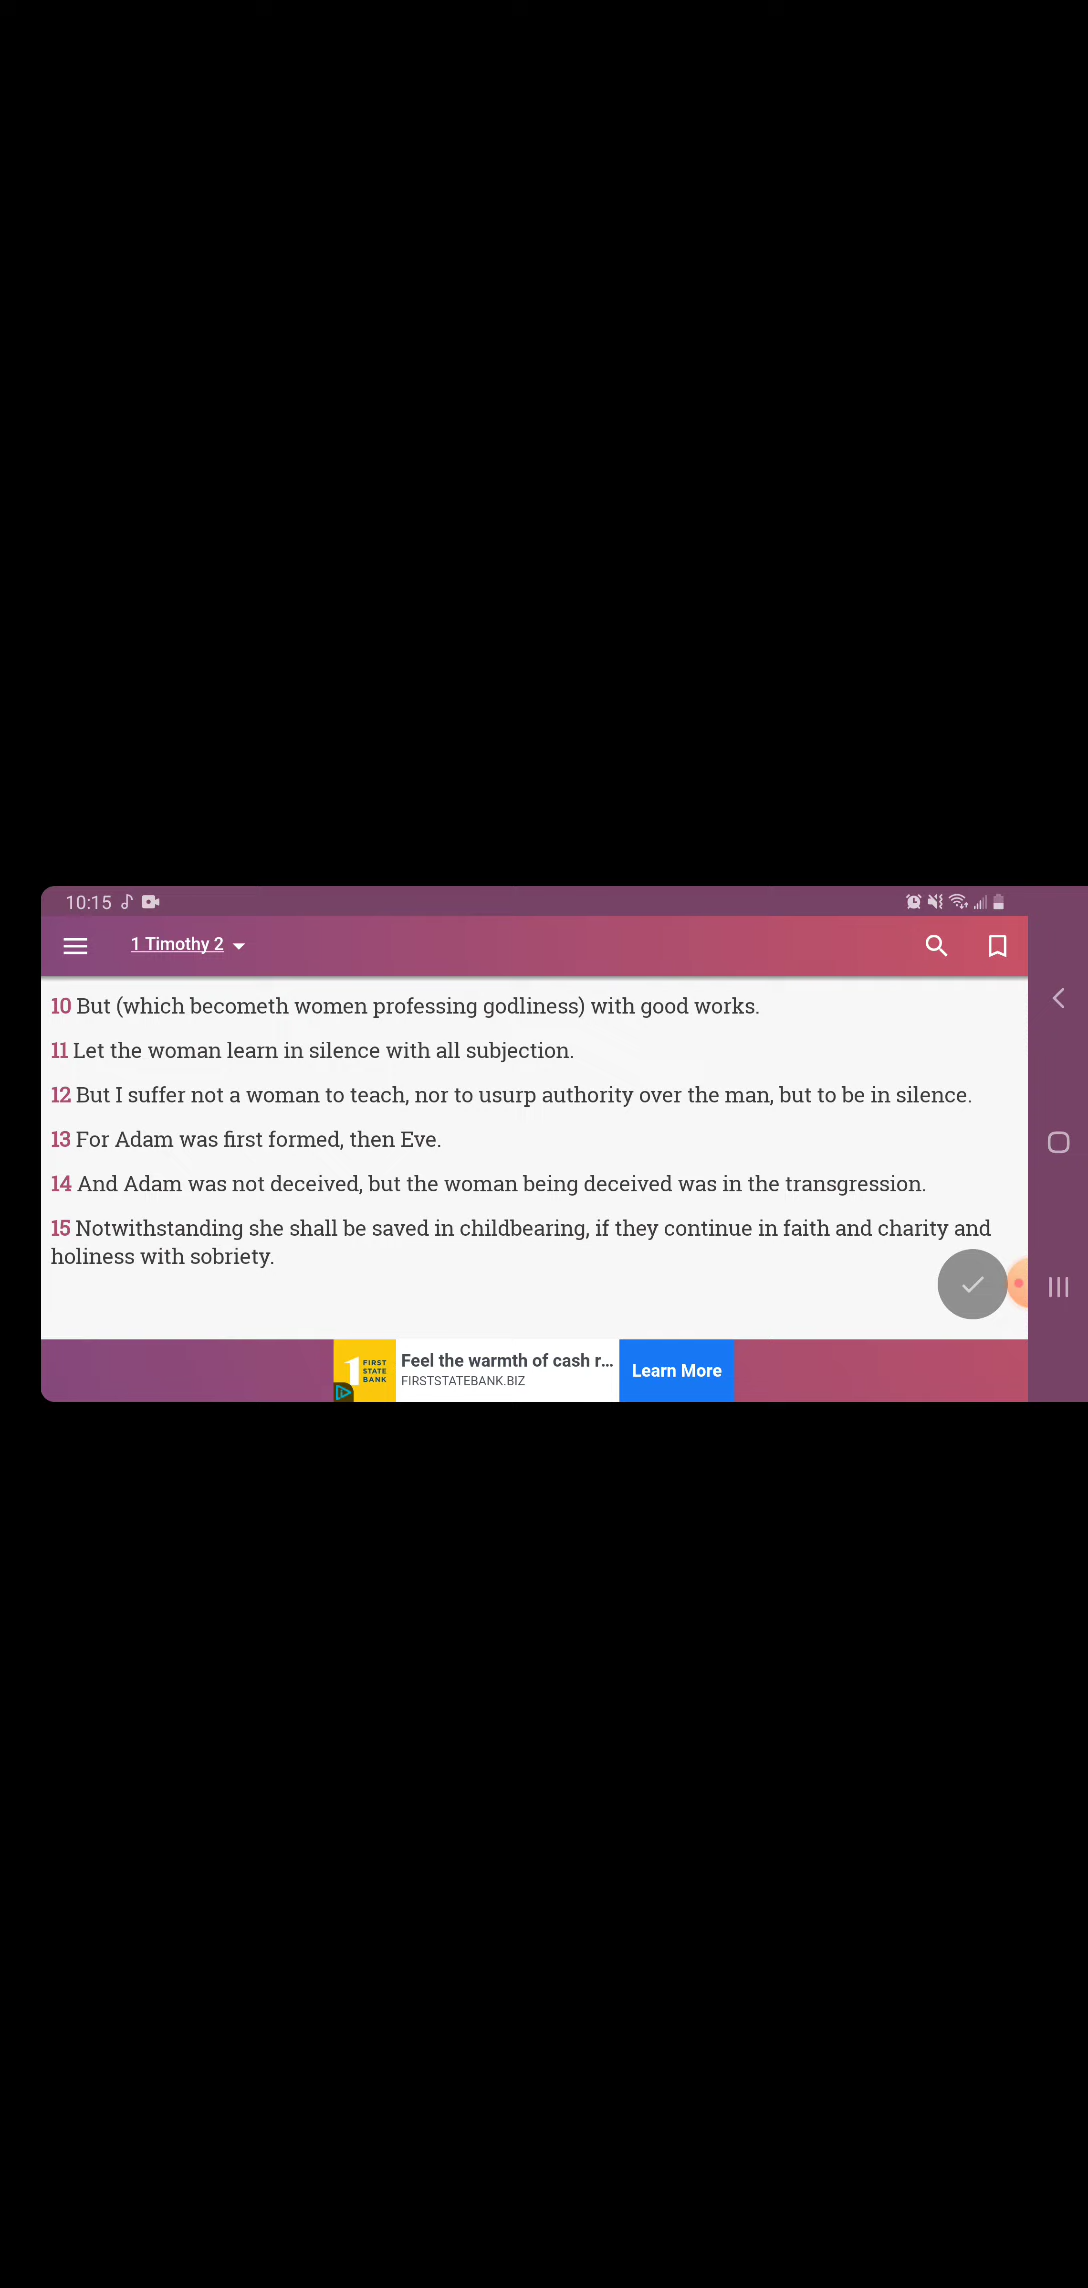 10:15
1 Timothy 2
10 But (which becometh women professing godliness) with good works.
11 Let the woman learn in silence with all subjection.
12 But I suffer not a woman to teach, nor to usurp authority over the man, but to be in silence.
13 For Adam was first formed, then Eve.
14 And Adam was not deceived, but the woman being deceived was in the transgression.
15 Notwithstanding she shall be saved in childbearing, if they continue in faith and charity and
holiness with sobriety.
1 FIRST
STATE
BANK
Feel the warmth of cash r...
FIRSTSTATEBANK.BIZ
Learn More